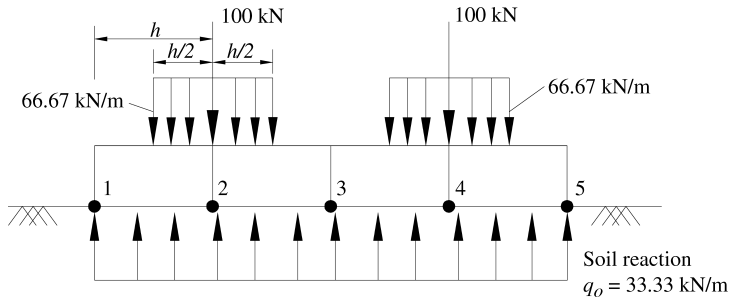 100 kN
100 kN
h
h/2
h/2
66.67 kN/m
66.67 kN/m
1
2
3
4
5
Soil reaction
qo = 33.33 kN/m